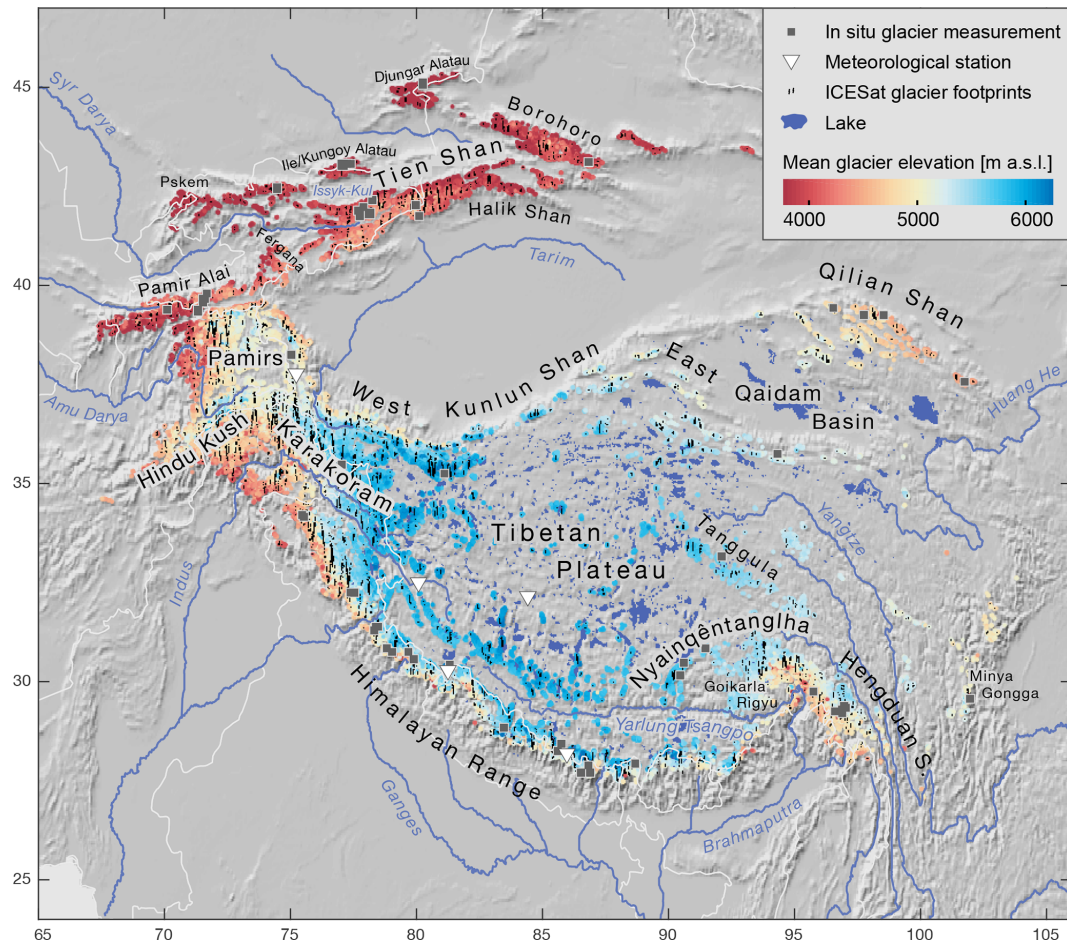 In situ glacier measurement
Meteorological station
ICESat glacier footprints
Lake
Mean glacier elevation [m a.s.l.]
4000 5000 6000
45
40
35
30
25
65 70 75 80 85 90 95 100 105
Djungar Alatau
Syr Darya
Borohoro
Ile/Kungoy Alatau
Tien Shan
Pskem
Issyk-Kul
Halik Shan
Fergana
Tarim
Pamir Alai
Qilian Shan
Pamirs
East
Kunlun Shan
West
Qaidam
Basin
Huang He
Amu Darya
Hindu Kush
Karakoram
Tibetan
Plateau
Tanggula
Yangtze
Indus
Nyainqêntanglha
Hengduan S.
Goikarla
Rigyu
Minya
Gongga
Yarlung Tsangpo
Himalayan Range
Ganges
Brahmaputra